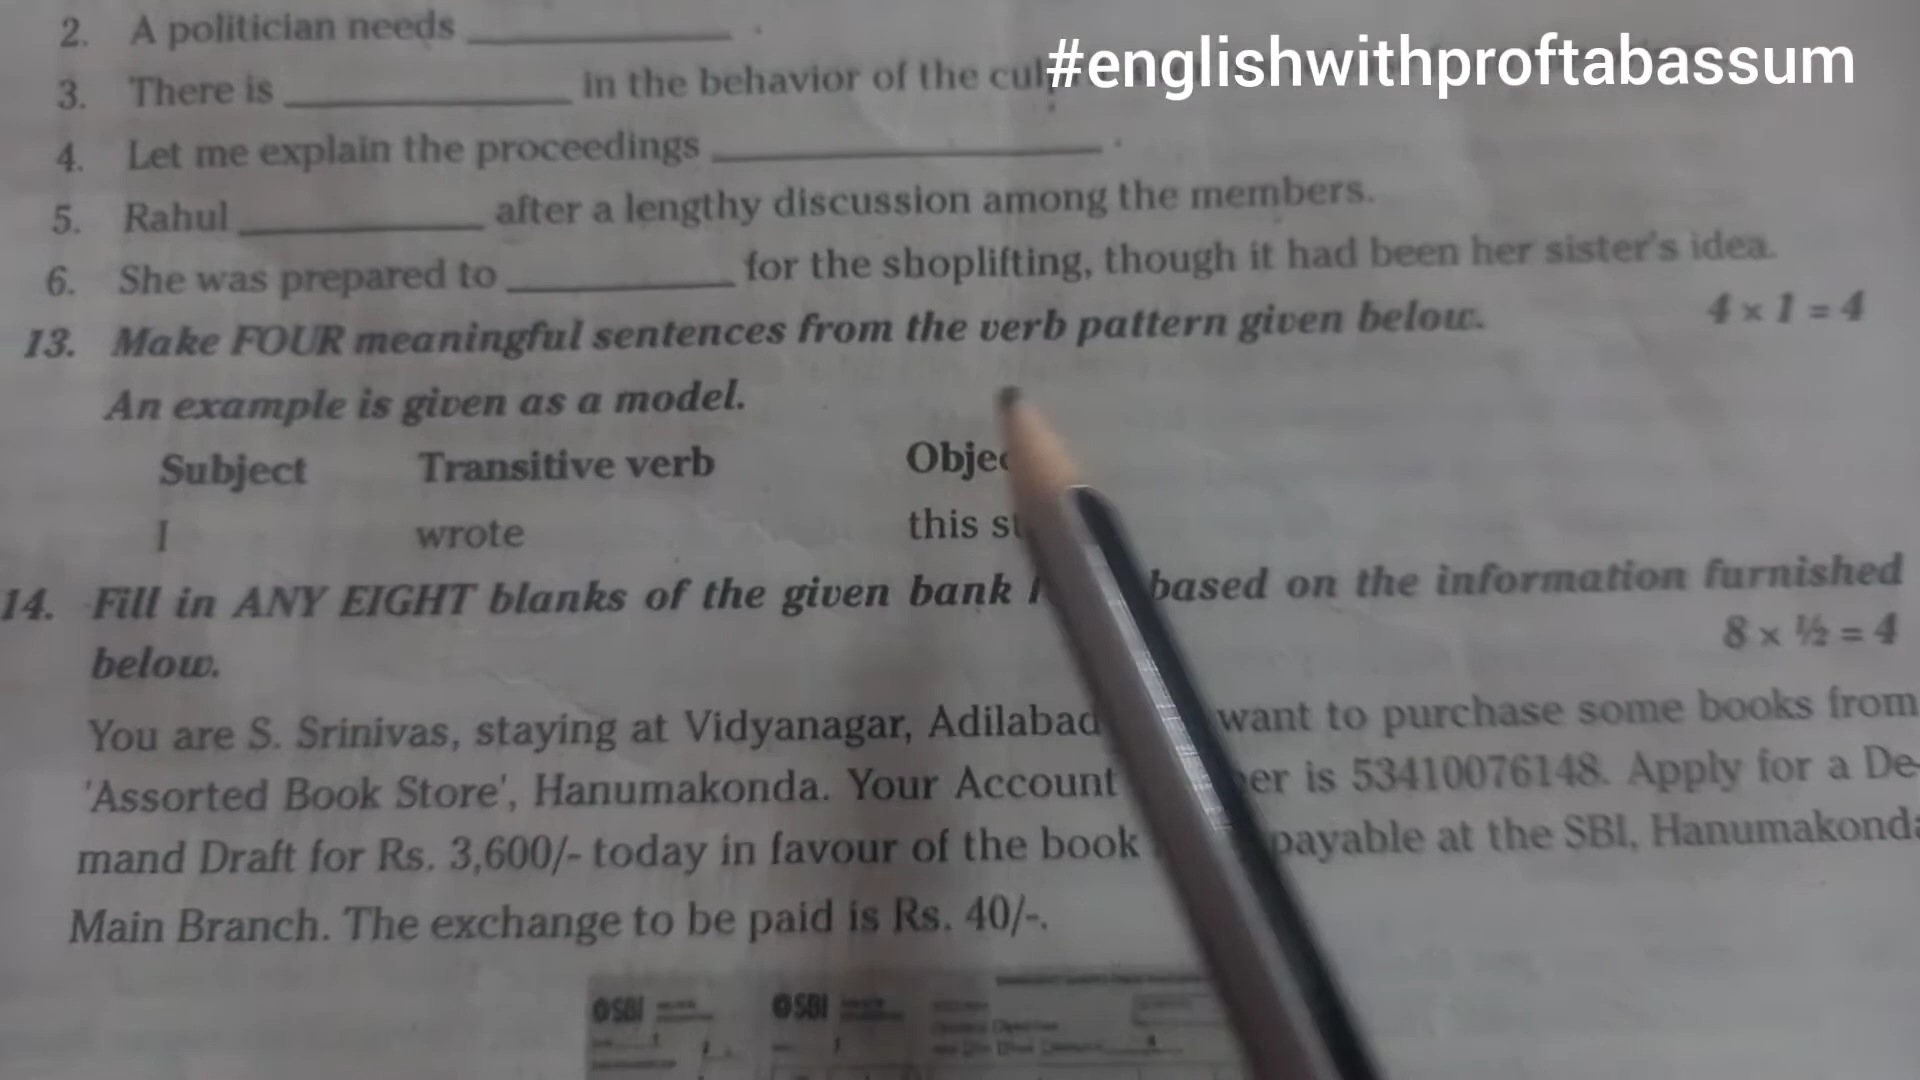 2. A politician needs ____________ .
#englishwithproftabassum
3. There is ____________ in the behavior of the
4. Let me explain the proceedings ____________ .
5. Rahul ____________ after a lengthy discussion among the members.
6. She was prepared to ____________ for the shoplifting, though it had been her sister's idea.
13. Make FOUR meaningful sentences from the verb pattern given below. 4 × 1 = 4
An example is given as a model.
Subject Transitive verb
I wrote this
14. Fill in ANY EIGHT blanks of the given bank based on the information furnished
below. 8 × ½ = 4
You are S. Srinivas, staying at Vidyanagar, Adilabad want to purchase some books from
'Assorted Book Store', Hanumakonda. Your Account is 53410076148. Apply for a De-
mand Draft for Rs. 3,600/- today in favour of the book payable at the SBI, Hanumakonda
Main Branch. The exchange to be paid is Rs. 40/-.
SBI SBI